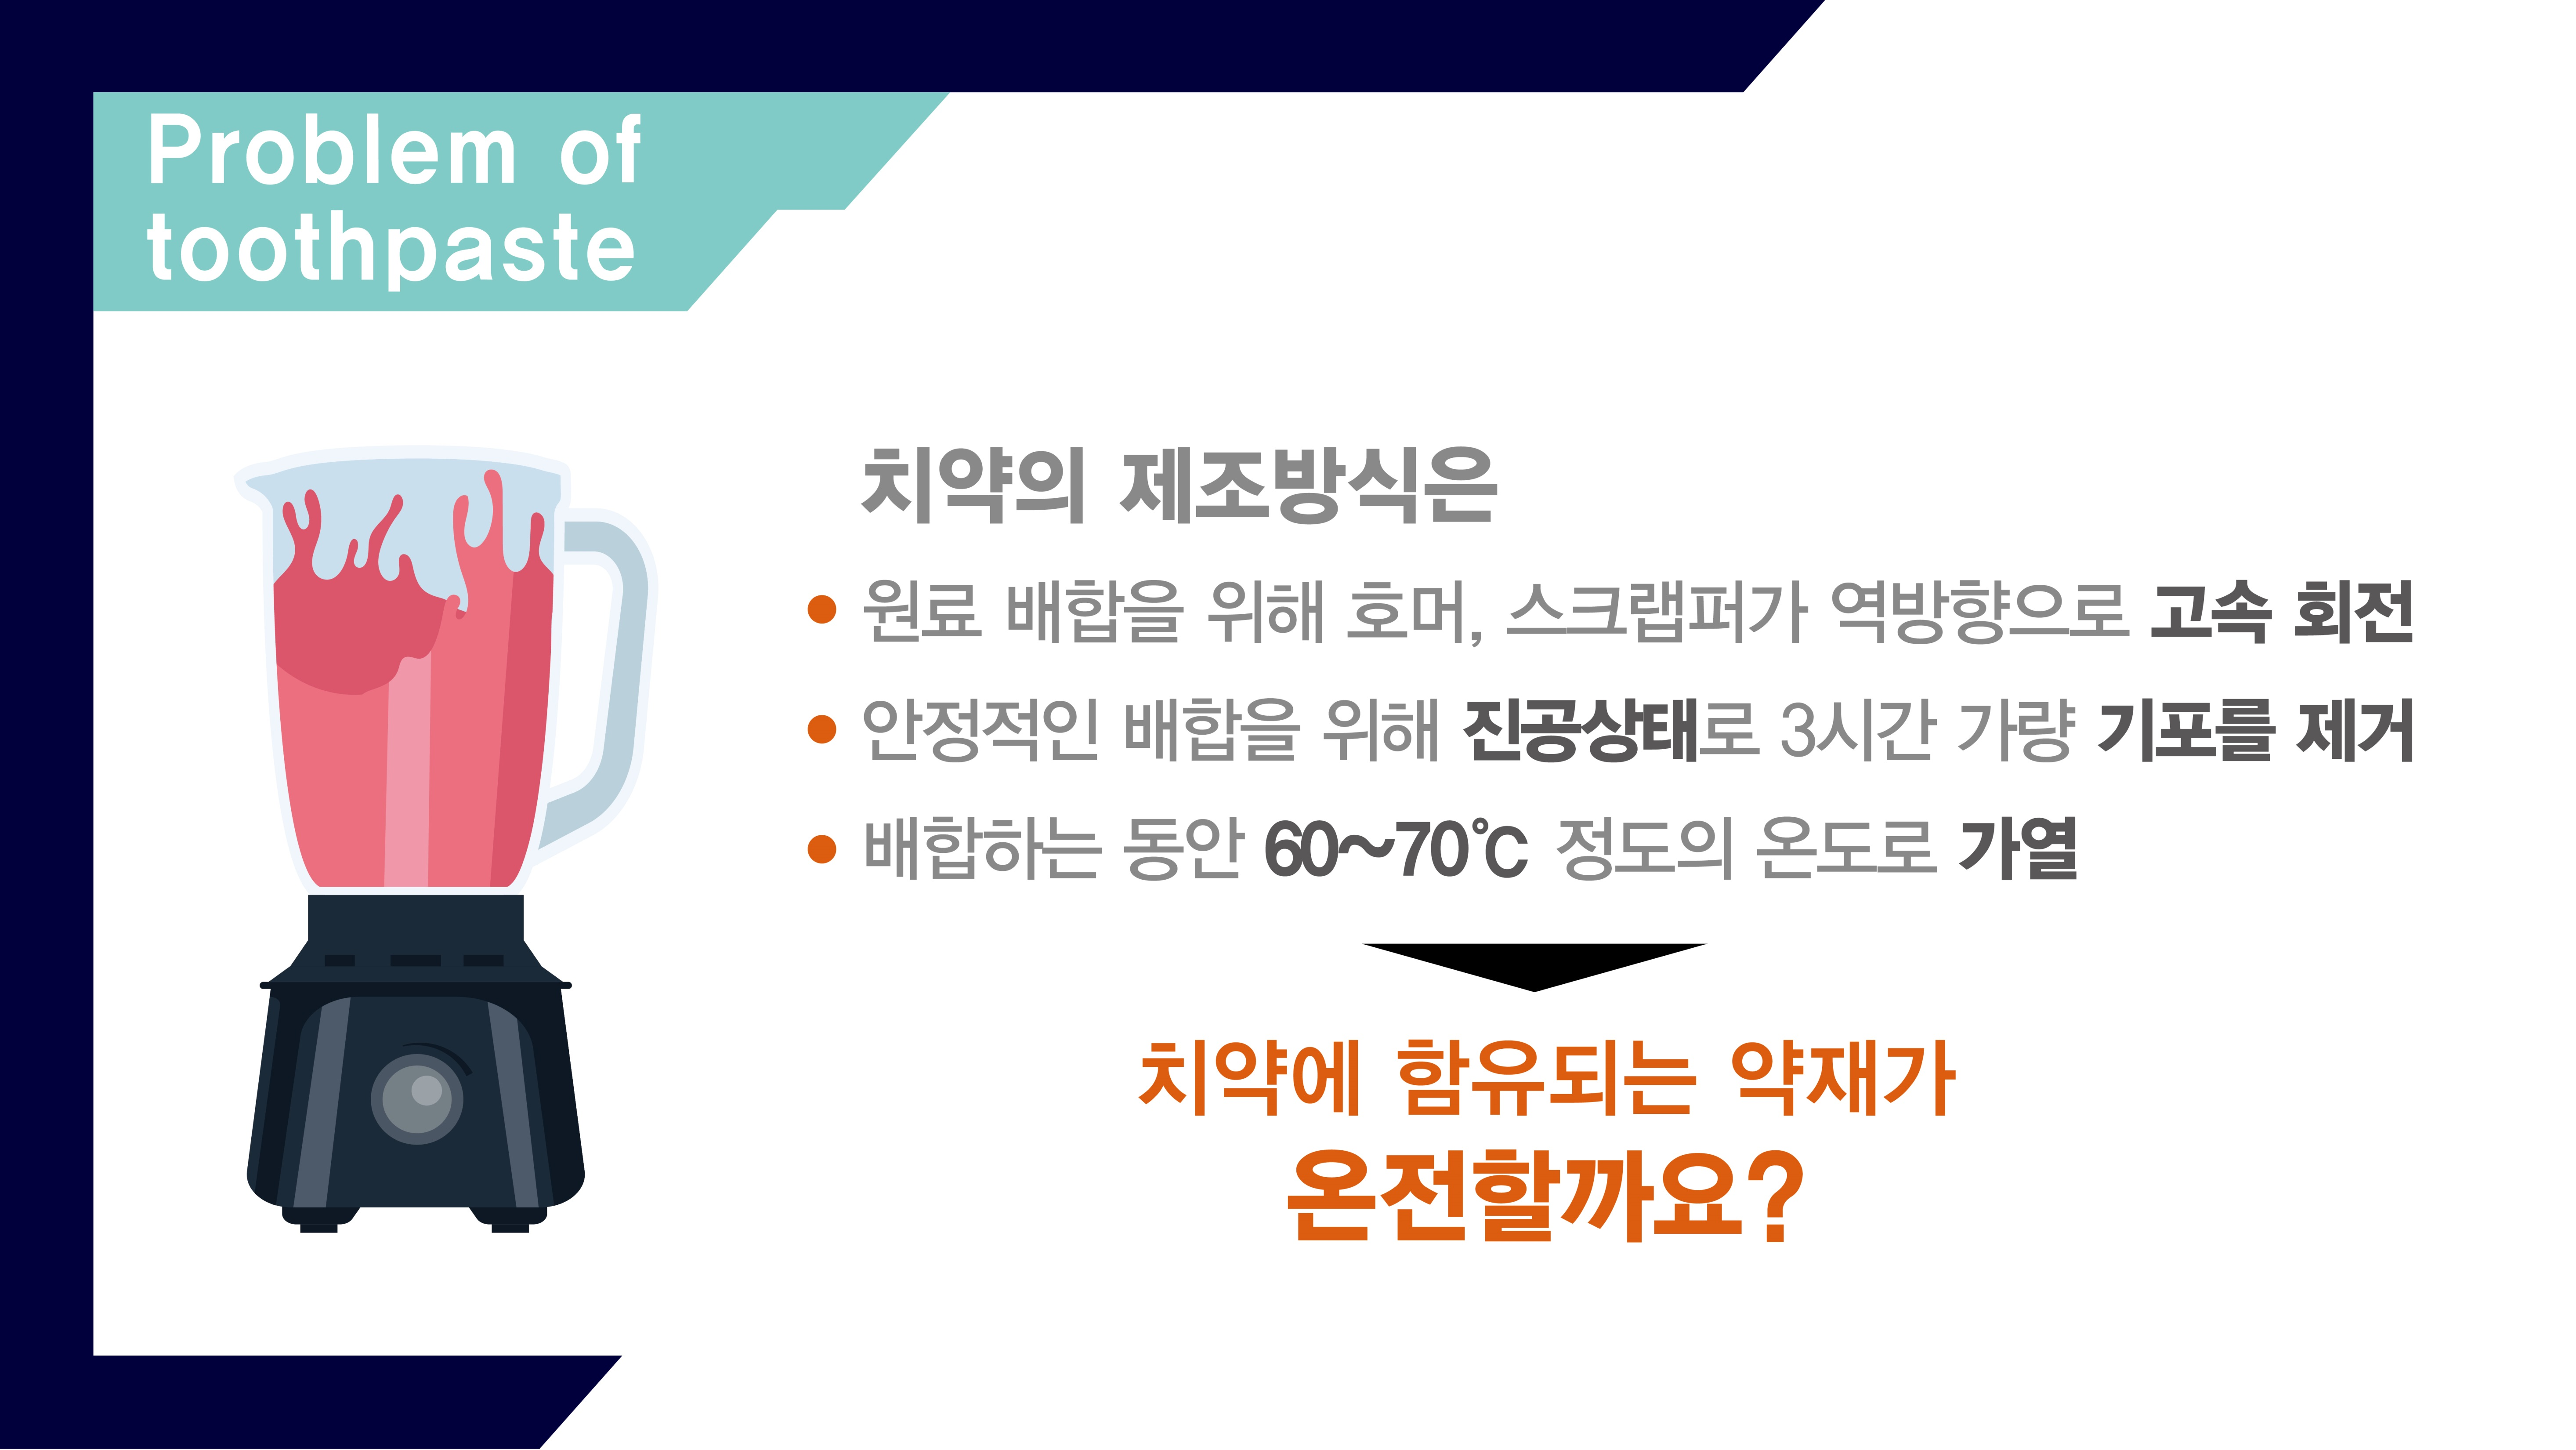 Problem of
toothpaste
치약의 제조방식은
원료 배합을 위해 호머, 스크랩퍼가 역방향으로 고속 회전
안정적인 배합을 위해 진공상태로 3시간 가량 기포를 제거
배합하는 동안 60~70℃ 정도의 온도로 가열
치약에 함유되는 약재가
온전할까요?